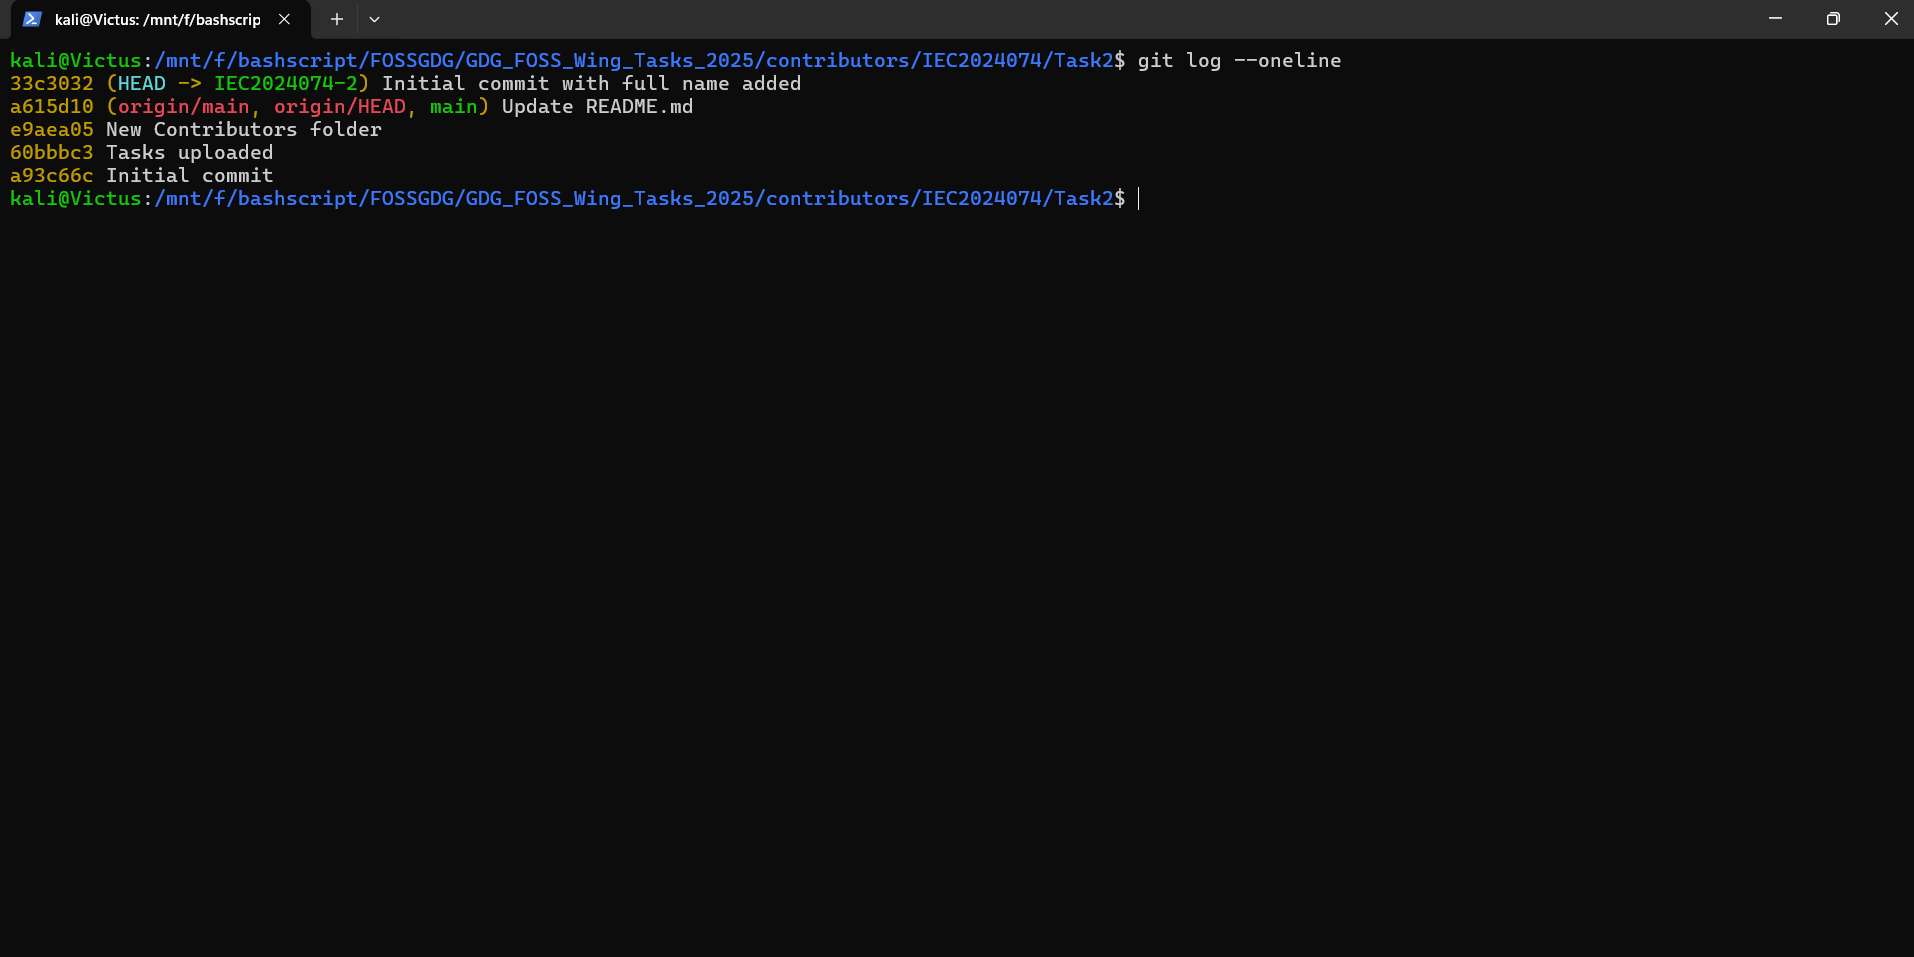 kali@Victus: /mnt/f/bashscrip
kali@Victus:/mnt/f/bashscript/FOSSGDG/GDG_FOSS_Wing_Tasks_2025/contributors/IEC2024074/Task2$ git log --oneline
33c3032 (HEAD -> IEC2024074-2) Initial commit with full name added
a615d10 (origin/main, origin/HEAD, main) Update README.md
e9aea05 New Contributors folder
60bbbc3 Tasks uploaded
a93c66c Initial commit
kali@Victus:/mnt/f/bashscript/FOSSGDG/GDG_FOSS_Wing_Tasks_2025/contributors/IEC2024074/Task2$